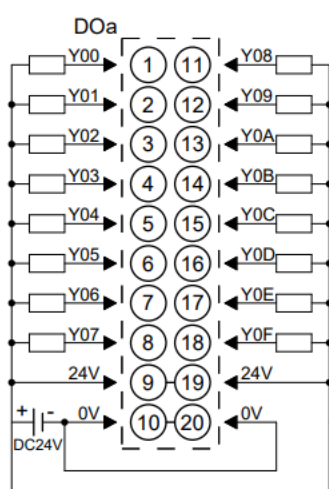 DOa
Y00 1 11 Y08
Y01 2 12 Y09
Y02 3 13 Y0A
Y03 4 14 Y0B
Y04 5 15 Y0C
Y05 6 16 Y0D
Y06 7 17 Y0E
Y07 8 18 Y0F
24V 9 19 24V
+ - 0V 10 20 0V
DC24V